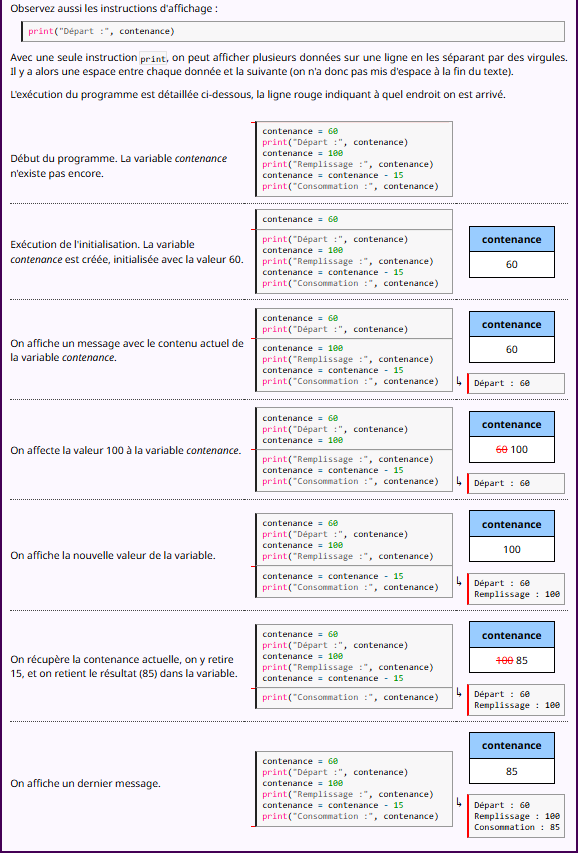 Observez aussi les instructions d'affichage :
print("Départ :", contenance)
Avec une seule instruction print, on peut afficher plusieurs données sur une ligne en les séparant par des virgules.
Il y a alors une espace entre chaque donnée et la suivante (on n'a donc pas mis d'espace à la fin du texte).
L'exécution du programme est détaillée ci-dessous, la ligne rouge indiquant à quel endroit on est arrivé.
Début du programme. La variable contenance
n'existe pas encore.
contenance = 60
print("Départ :", contenance)
contenance = 100
print("Remplissage :", contenance)
contenance = contenance - 15
print("Consommation :", contenance)
Exécution de l'initialisation. La variable
contenance est créée, initialisée avec la valeur 60.
contenance = 60
print("Départ :", contenance)
contenance = 100
print("Remplissage :", contenance)
contenance = contenance - 15
print("Consommation :", contenance)
contenance
60
On affiche un message avec le contenu actuel de
la variable contenance.
contenance = 60
print("Départ :", contenance)
contenance = 100
print("Remplissage :", contenance)
contenance = contenance - 15
print("Consommation :", contenance)
contenance
60
↳ Départ : 60
On affecte la valeur 100 à la variable contenance.
contenance = 60
print("Départ :", contenance)
contenance = 100
print("Remplissage :", contenance)
contenance = contenance - 15
print("Consommation :", contenance)
contenance
60 100
↳ Départ : 60
On affiche la nouvelle valeur de la variable.
contenance = 60
print("Départ :", contenance)
contenance = 100
print("Remplissage :", contenance)
contenance = contenance - 15
print("Consommation :", contenance)
contenance
100
↳ Départ : 60
Remplissage : 100
On récupère la contenance actuelle, on y retire
15, et on retient le résultat (85) dans la variable.
contenance = 60
print("Départ :", contenance)
contenance = 100
print("Remplissage :", contenance)
contenance = contenance - 15
print("Consommation :", contenance)
contenance
100 85
↳ Départ : 60
Remplissage : 100
On affiche un dernier message.
contenance = 60
print("Départ :", contenance)
contenance = 100
print("Remplissage :", contenance)
contenance = contenance - 15
print("Consommation :", contenance)
contenance
85
↳ Départ : 60
Remplissage : 100
Consommation : 85